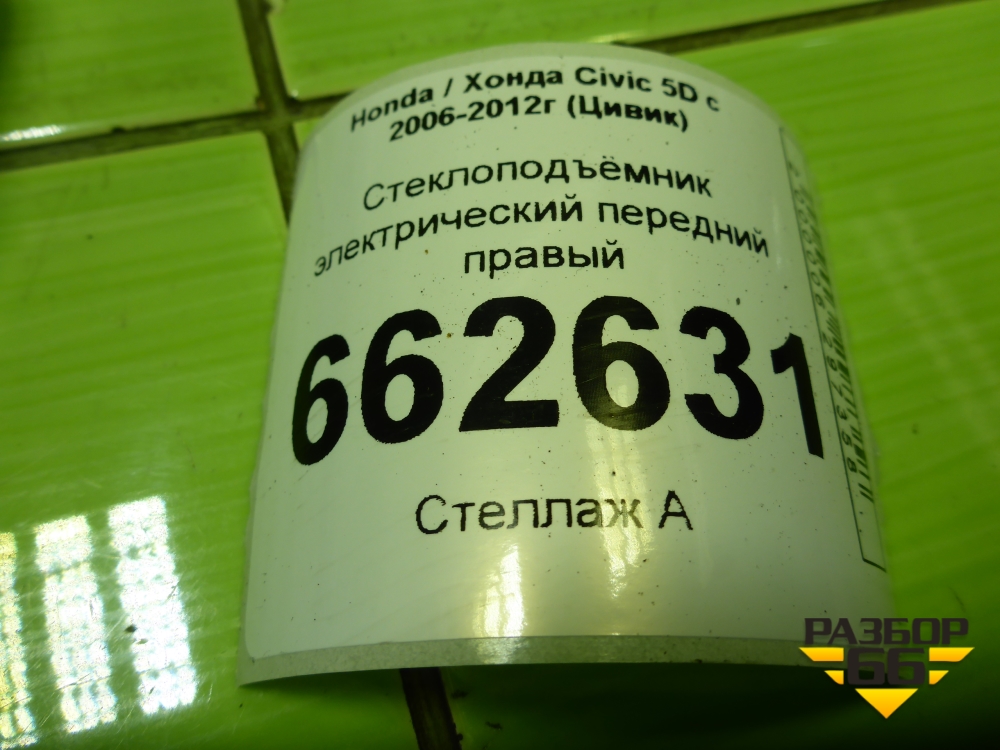 Honda / Хонда Civic 5D с
2006-2012г (Цивик)
Стеклоподъёмник
электрический передний
правый
662631
Стеллаж А
РАЗБОР
66